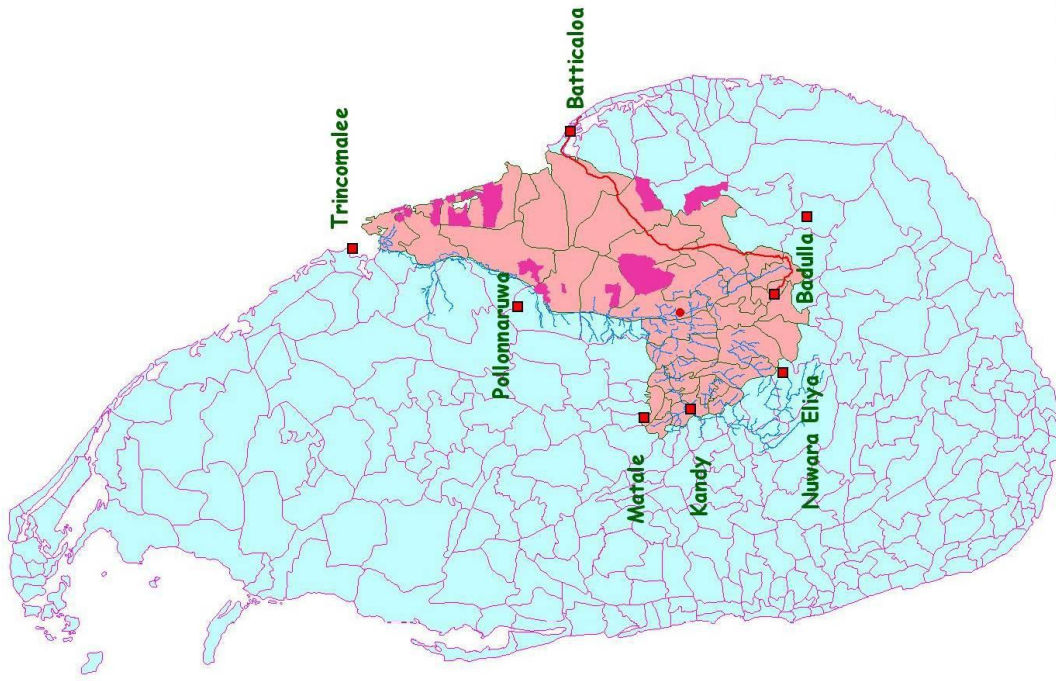 Trincomalee
Batticaloa
Pollonnaruwa
Matale
Kandy
Badulla
Nuwara Eliya